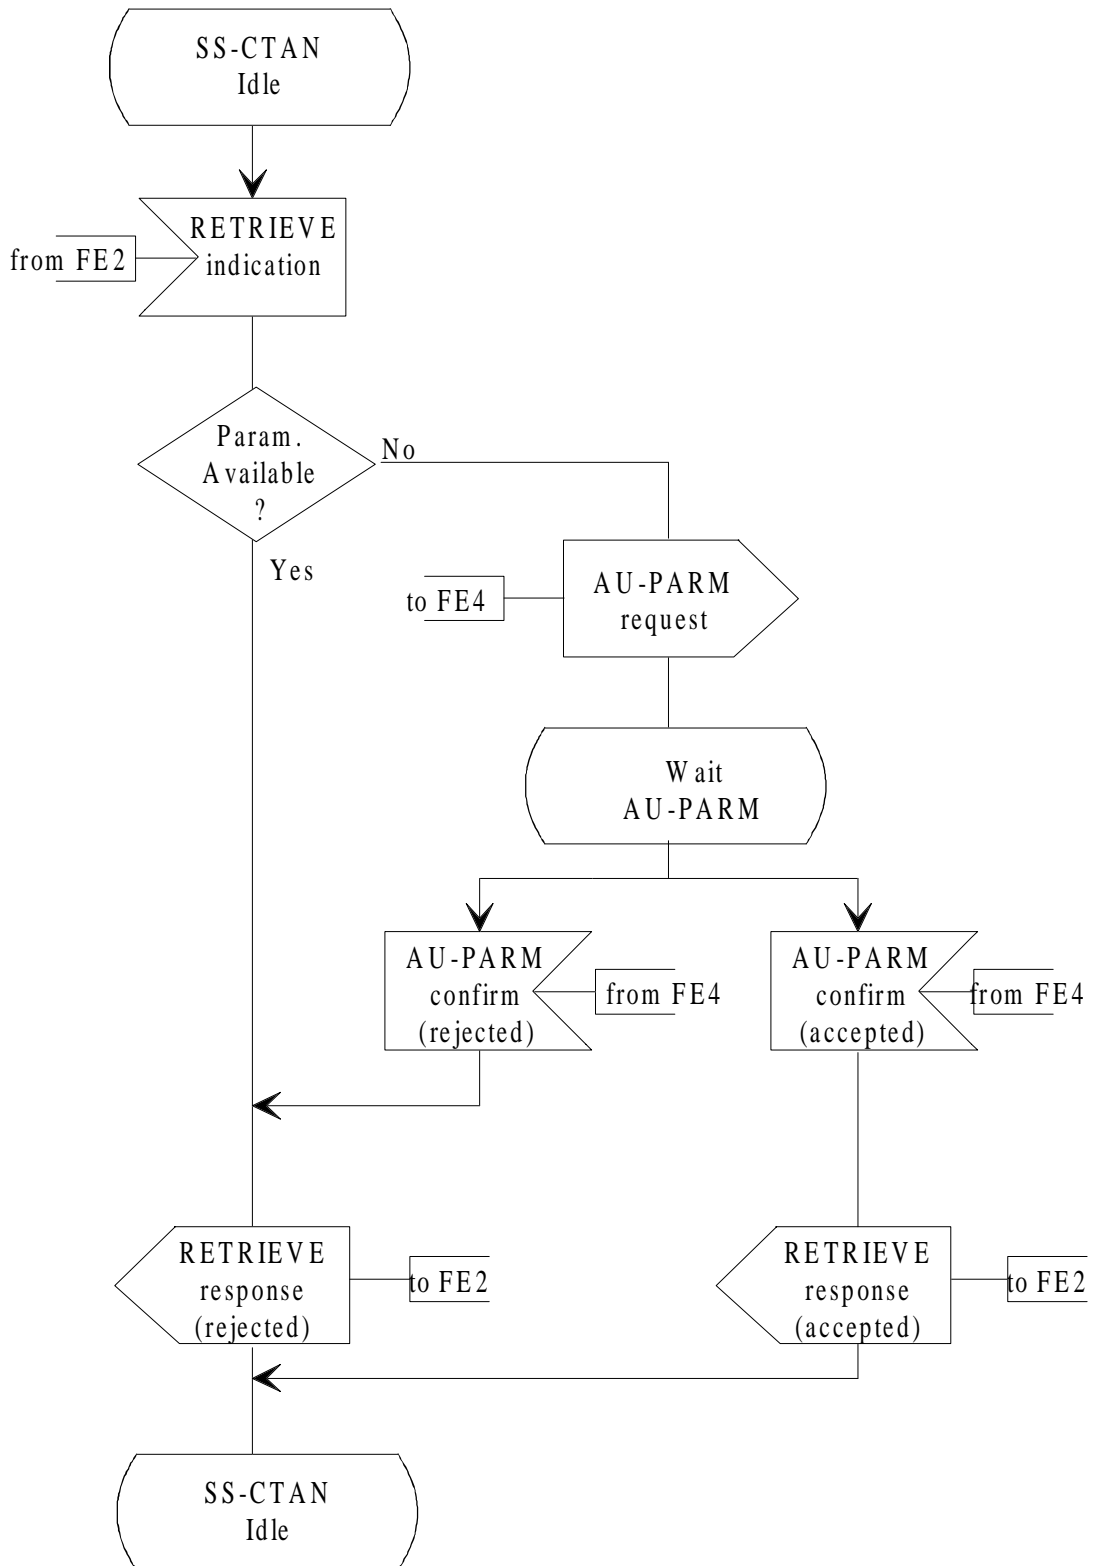 SS-CTAN
Idle
RETRIEVE
indication
from FE2
Param.
Available
?
No
Yes
AU-PARM
request
to FE4
Wait
AU-PARM
AU-PARM
confirm
(rejected)
from FE4
AU-PARM
confirm
(accepted)
from FE4
RETRIEVE
response
(rejected)
to FE2
RETRIEVE
response
(accepted)
to FE2
SS-CTAN
Idle